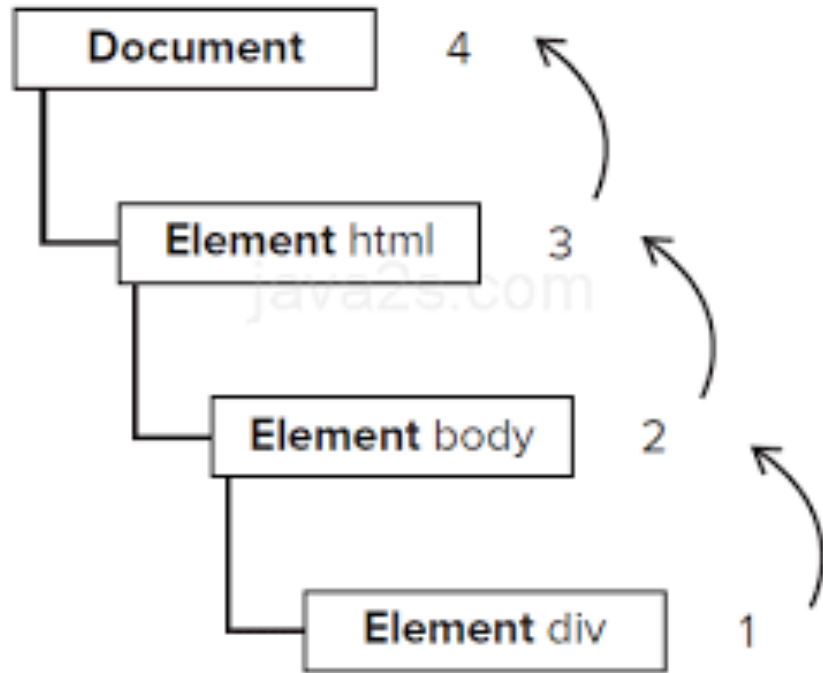 Document 4
Element html 3
java2s.com
Element body 2
Element div 1